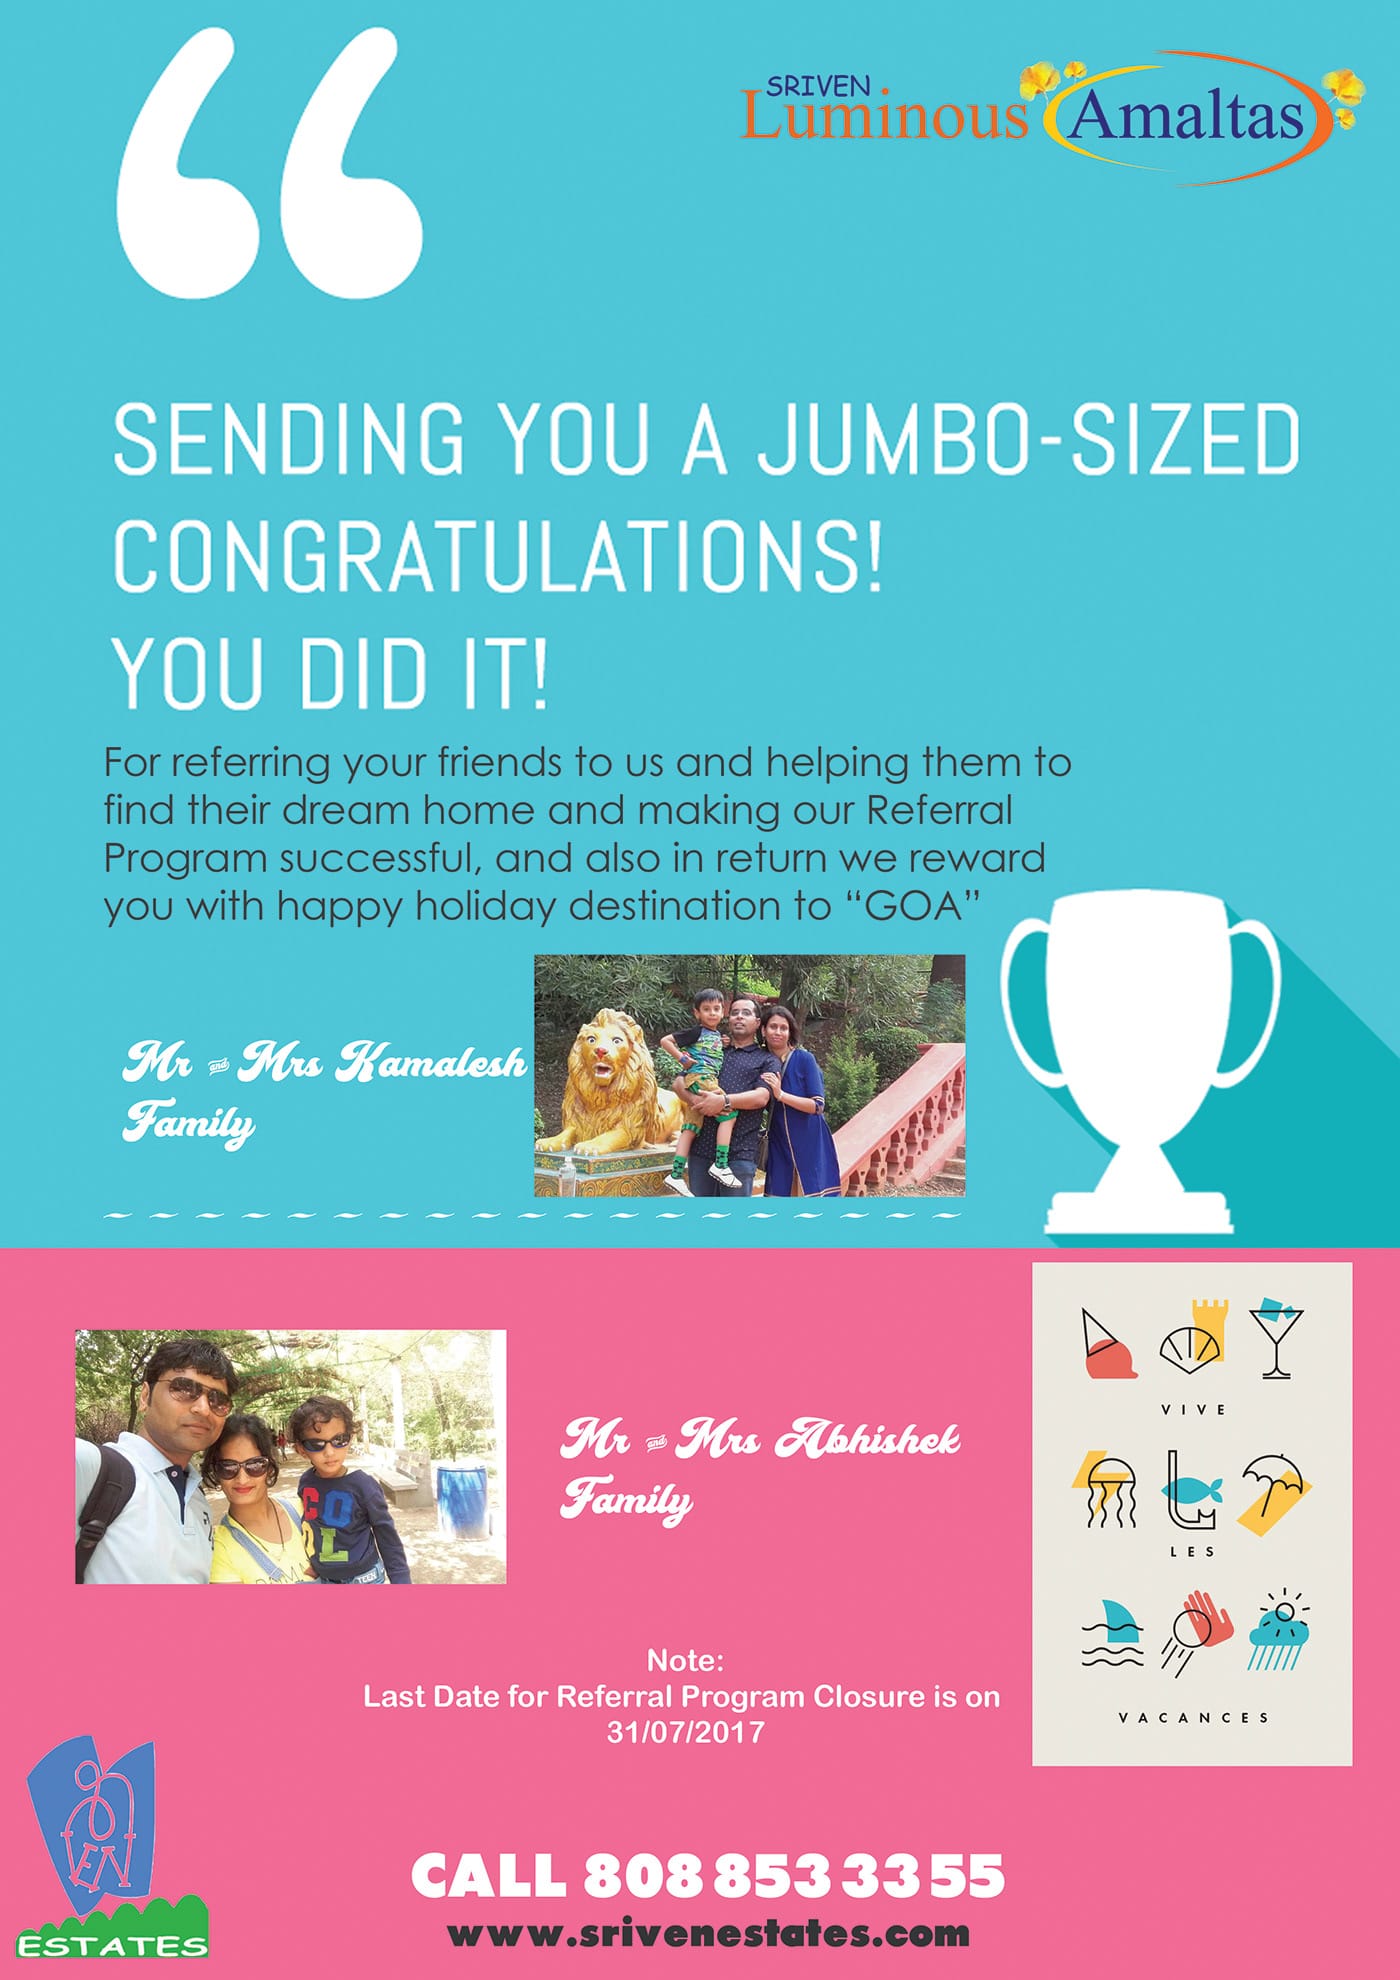 SRIVEN
Luminous Amaltas
SENDING YOU A JUMBO-SIZED
CONGRATULATIONS!
YOU DID IT!
For referring your friends to us and helping them to
find their dream home and making our Referral
Program successful, and also in return we reward
you with happy holiday destination to “GOA”
Mr and Mrs Kamalesh
Family
Mr and Mrs Abhishek
Family
COOL
TEEN
VIVE
LES
VACANCES
Note:
Last Date for Referral Program Closure is on
31/07/2017
ESTATES
CALL 808 853 33 55
www.srivenestates.com